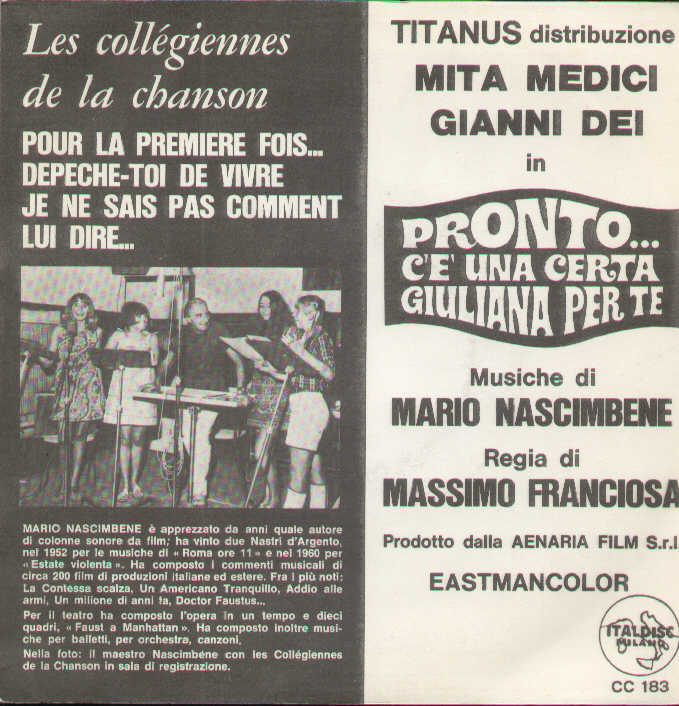 Les collégiennes
de la chanson
POUR LA PREMIERE FOIS...
DEPECHE-TOI DE VIVRE
JE NE SAIS PAS COMMENT
LUI DIRE...
MARIO NASCIMBENE è apprezzato da anni quale autore
di colonne sonore da film; ha vinto due Nastri d'Argento,
nel 1952 per le musiche di « Roma ore 11 » e nel 1960 per
« Estate violenta ». Ha composto i commenti musicali di
circa 200 film di produzioni italiane ed estere. Fra i più noti:
La Contessa scalza, Un Americano Tranquillo, Addio alle
armi, Un milione di anni fa, Doctor Faustus...
Per il teatro ha composto l'opera in un tempo e dieci
quadri, « Faust a Manhattan ». Ha composto inoltre musi-
che per balletti, per orchestra, canzoni.
Nella foto: il maestro Nascimbene con les Collégiennes
de la Chanson in sala di registrazione.
TITANUS distribuzione
MITA MEDICI
GIANNI DEI
in
PRONTO...
C'E' UNA CERTA
GIULIANA PER TE
Musiche di
MARIO NASCIMBENE
Regia di
MASSIMO FRANCIOSA
Prodotto dalla AENARIA FILM S.r.l.
EASTMANCOLOR
ITALDISC
MILANO
CC 183